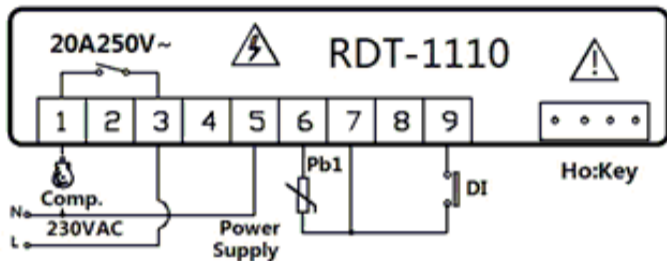 20A250V~
RDT-1110
1 2 3 4 5 6 7 8 9
Ho:Key
Comp.
Pb1
DI
N
230VAC
L
Power
Supply